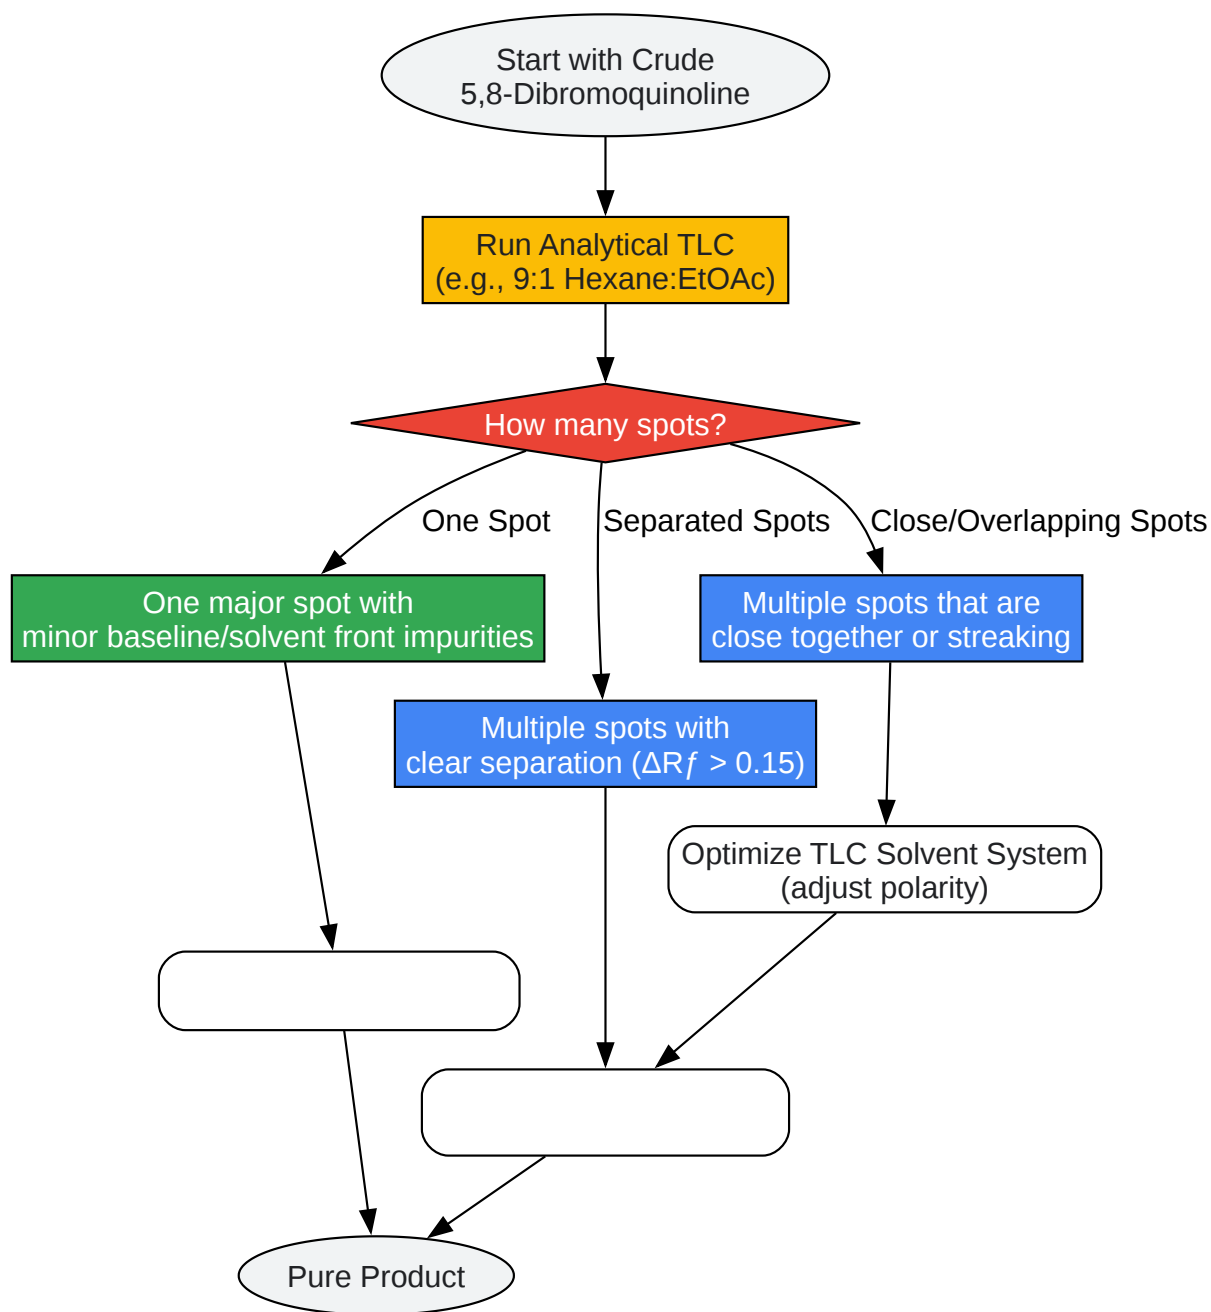 Start with Crude
5,8-Dibromoquinoline
Run Analytical TLC
(e.g., 9:1 Hexane:EtOAc)
How many spots?
One Spot
Separated Spots
Close/Overlapping Spots
One major spot with
minor baseline/solvent front impurities
Multiple spots that are
close together or streaking
Multiple spots with
clear separation (ΔRƒ > 0.15)
Optimize TLC Solvent System
(adjust polarity)
Pure Product